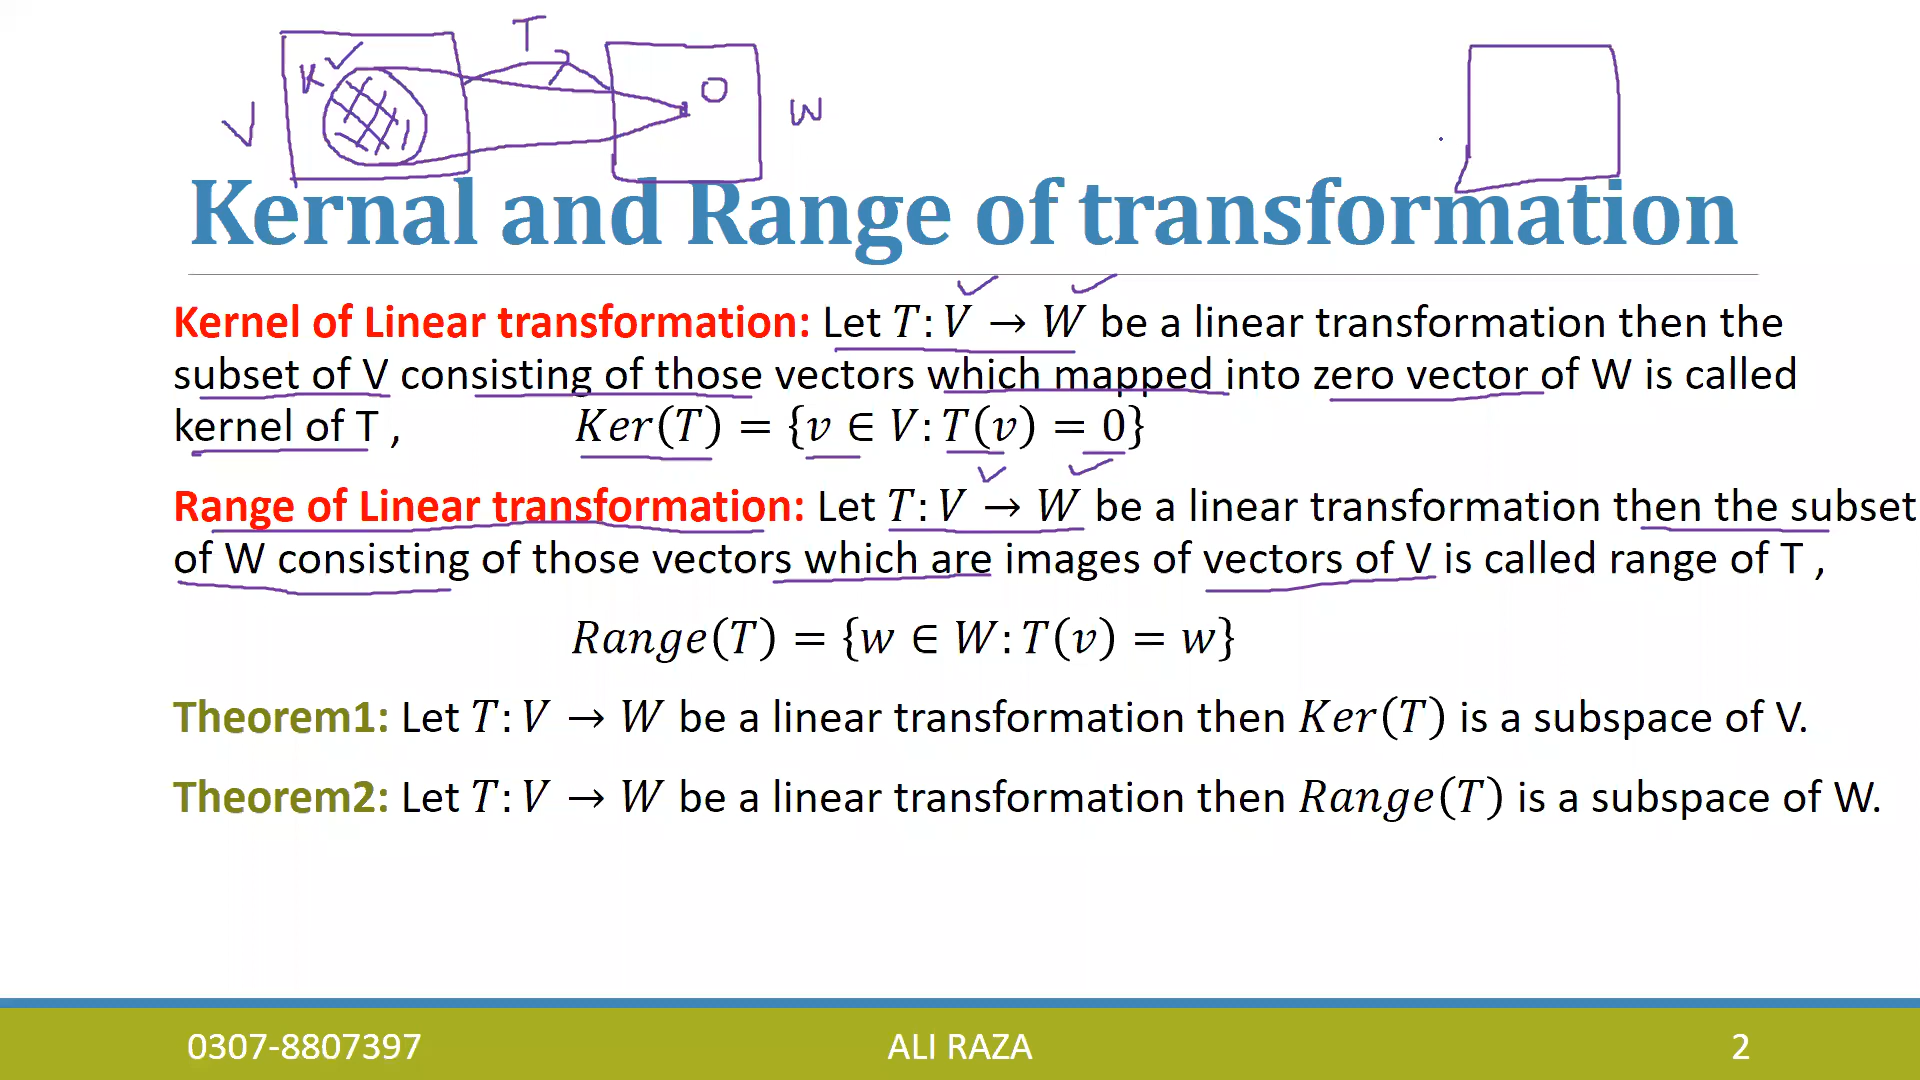 T
K
V
O
W
Kernal and Range of transformation
Kernel of Linear transformation: Let T: V → W be a linear transformation then the
subset of V consisting of those vectors which mapped into zero vector of W is called
kernel of T , Ker(T) = {v ∈ V: T(v) = 0}
Range of Linear transformation: Let T: V → W be a linear transformation then the subset
of W consisting of those vectors which are images of vectors of V is called range of T ,
Range(T) = {w ∈ W: T(v) = w}
Theorem1: Let T: V → W be a linear transformation then Ker(T) is a subspace of V.
Theorem2: Let T: V → W be a linear transformation then Range(T) is a subspace of W.
0307-8807397 ALI RAZA 2